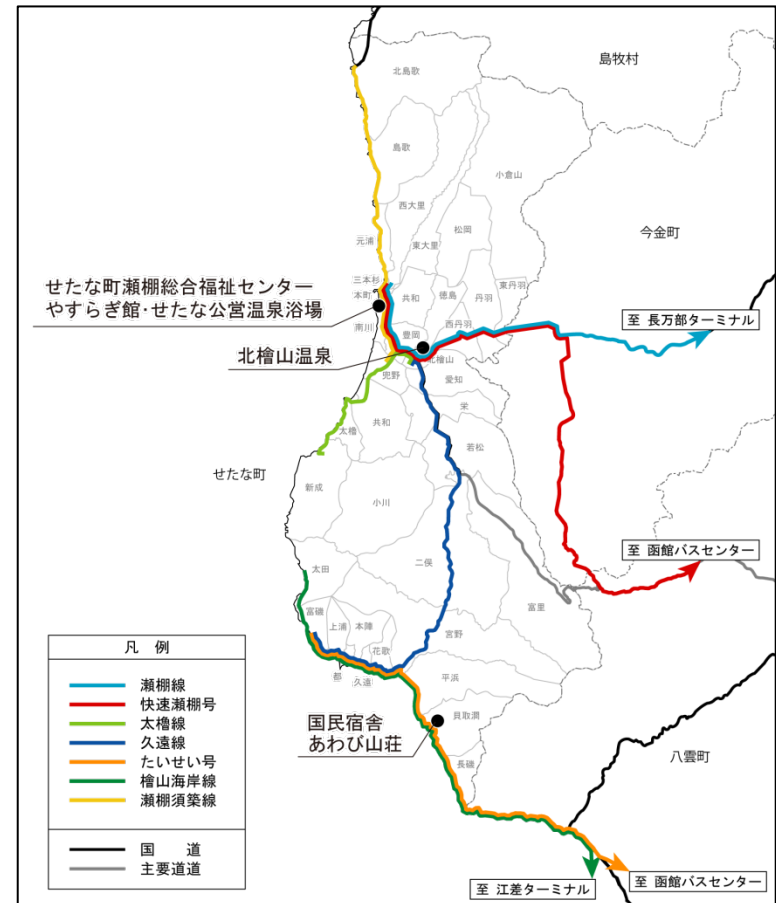 島牧村
北島歌
島歌
小倉山
西大里
松岡
今金町
元浦
東大里
せたな町瀬棚総合福祉センター
やすらぎ館・せたな公営温泉浴場
三本杉
本町
共和
徳島
丹羽
東丹羽
南川
豊岡
西丹羽
至 長万部ターミナル
北檜山温泉
北檜山
兜野
愛知
栄
太櫓
共和
若松
せたな町
新成
小川
至 函館バスセンター
太田
二俣
富磯
上浦
本陣
富里
花歌
宮野
都
久遠
平浜
国民宿舎
あわび山荘
貝取澗
長磯
八雲町
凡 例
瀬棚線
快速瀬棚号
太櫓線
久遠線
たいせい号
檜山海岸線
瀬棚須築線
国 道
主要道道
至 江差ターミナル
至 函館バスセンター